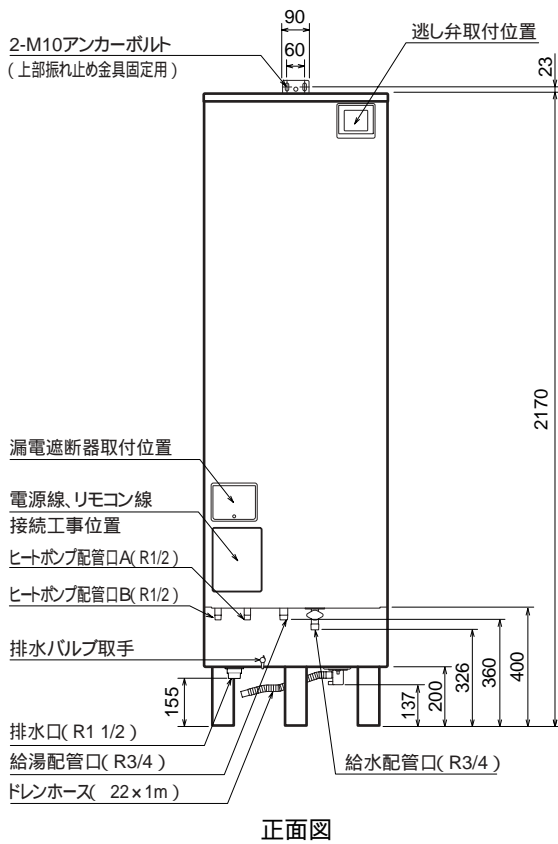 90
60
2-M10アンカーボルト
(上部振れ止め金具固定用)
逃し弁取付位置
23
2170
漏電遮断器取付位置
電源線、リモコン線
接続工事位置
ヒートポンプ配管口A(R1/2)
ヒートポンプ配管口B(R1/2)
排水バルブ取手
155
137
200
326
360
400
排水口(R1 1/2)
給湯配管口(R3/4)
給水配管口(R3/4)
ドレンホース( 22×1m)
正面図